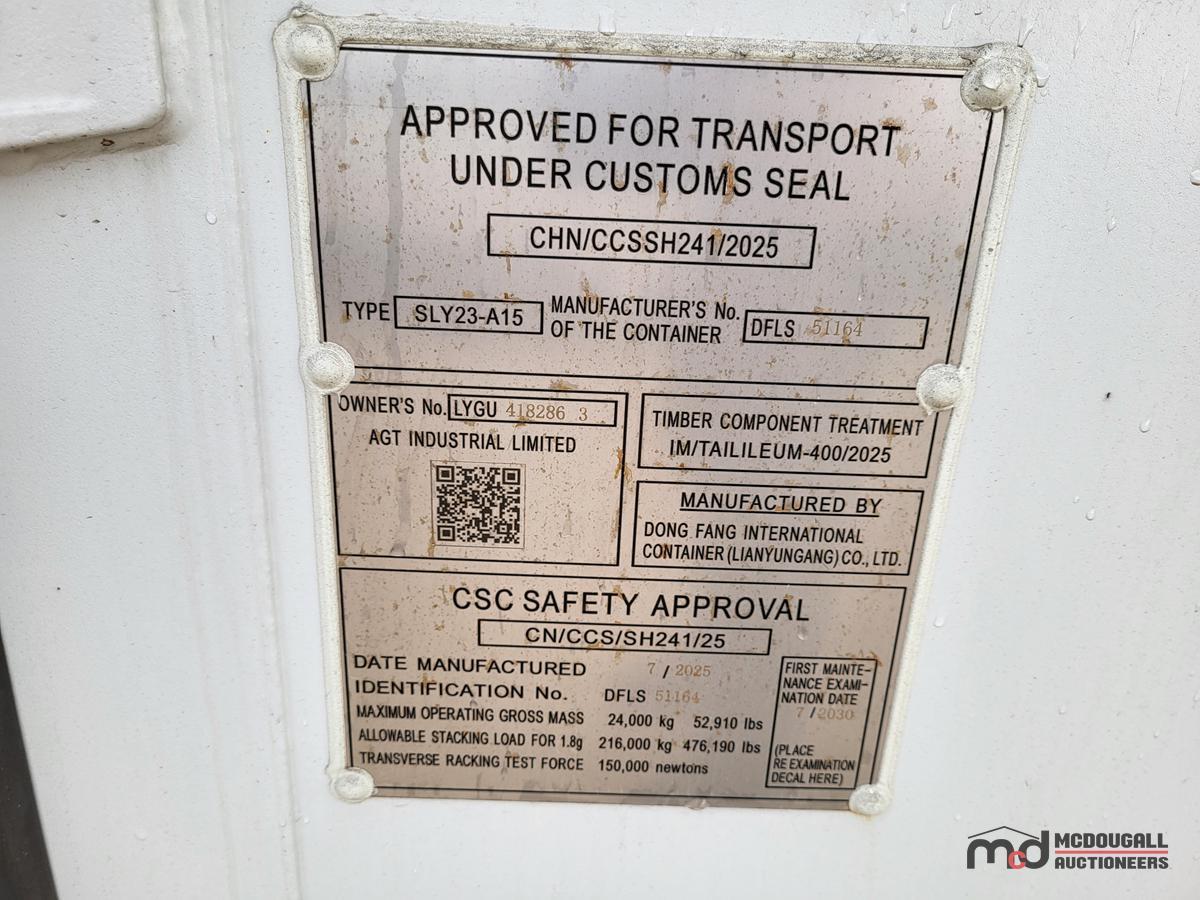 APPROVED FOR TRANSPORT
UNDER CUSTOMS SEAL
CHN/CCSSH241/2025
TYPE SLY23-A15 MANUFACTURER'S No.
OF THE CONTAINER DFLS 51164
OWNER'S No. LYGU 418286 3
AGT INDUSTRIAL LIMITED
TIMBER COMPONENT TREATMENT
IM/TAILILEUM-400/2025
MANUFACTURED BY
DONG FANG INTERNATIONAL
CONTAINER (LIANYUNGANG) CO., LTD.
CSC SAFETY APPROVAL
CN/CCS/SH241/25
DATE MANUFACTURED 7 / 2025
IDENTIFICATION No. DFLS 51164
MAXIMUM OPERATING GROSS MASS 24,000 kg 52,910 lbs
ALLOWABLE STACKING LOAD FOR 1.8g 216,000 kg 476,190 lbs
TRANSVERSE RACKING TEST FORCE 150,000 newtons
FIRST MAINTE-
NANCE EXAMI-
NATION DATE
7 / 2030
(PLACE
RE EXAMINATION
DECAL HERE)
mcd MCDOUGALL
AUCTIONEERS